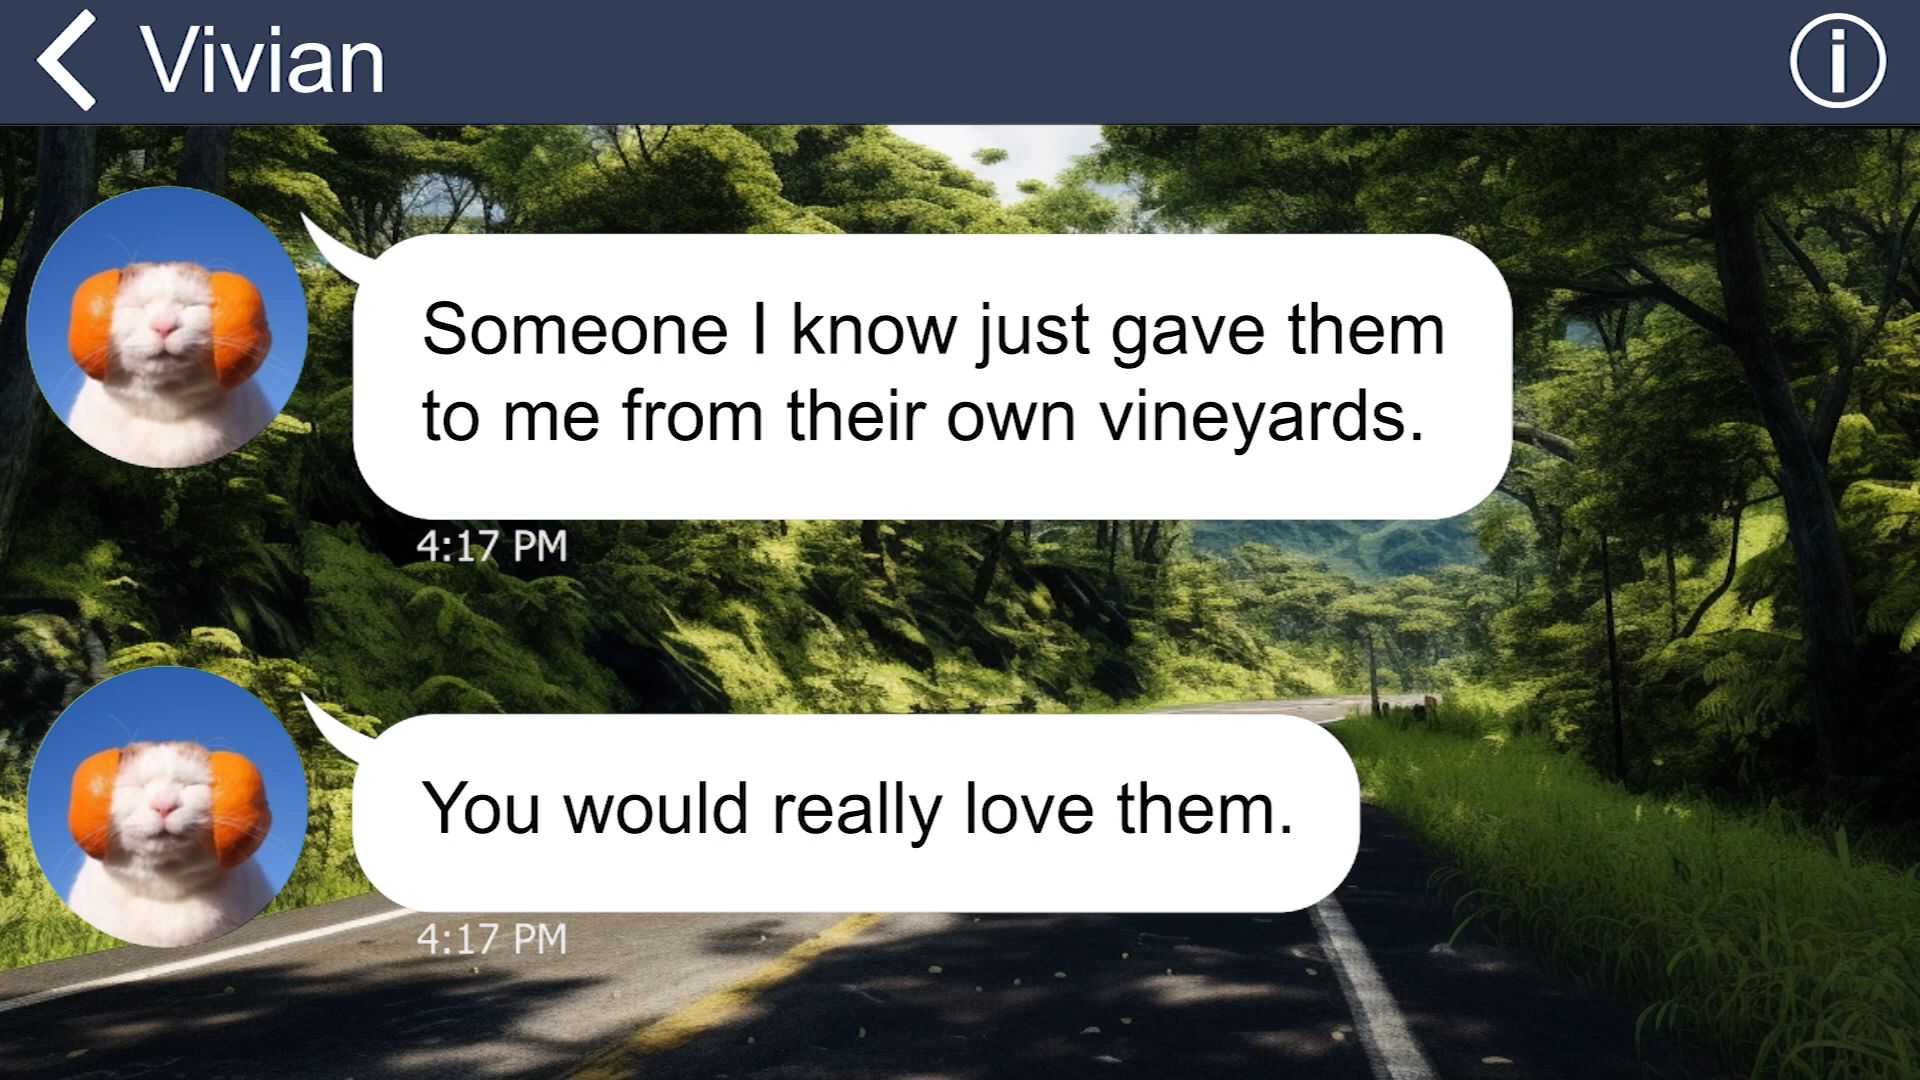 Vivian
Someone I know just gave them
to me from their own vineyards.
4:17 PM
You would really love them.
4:17 PM